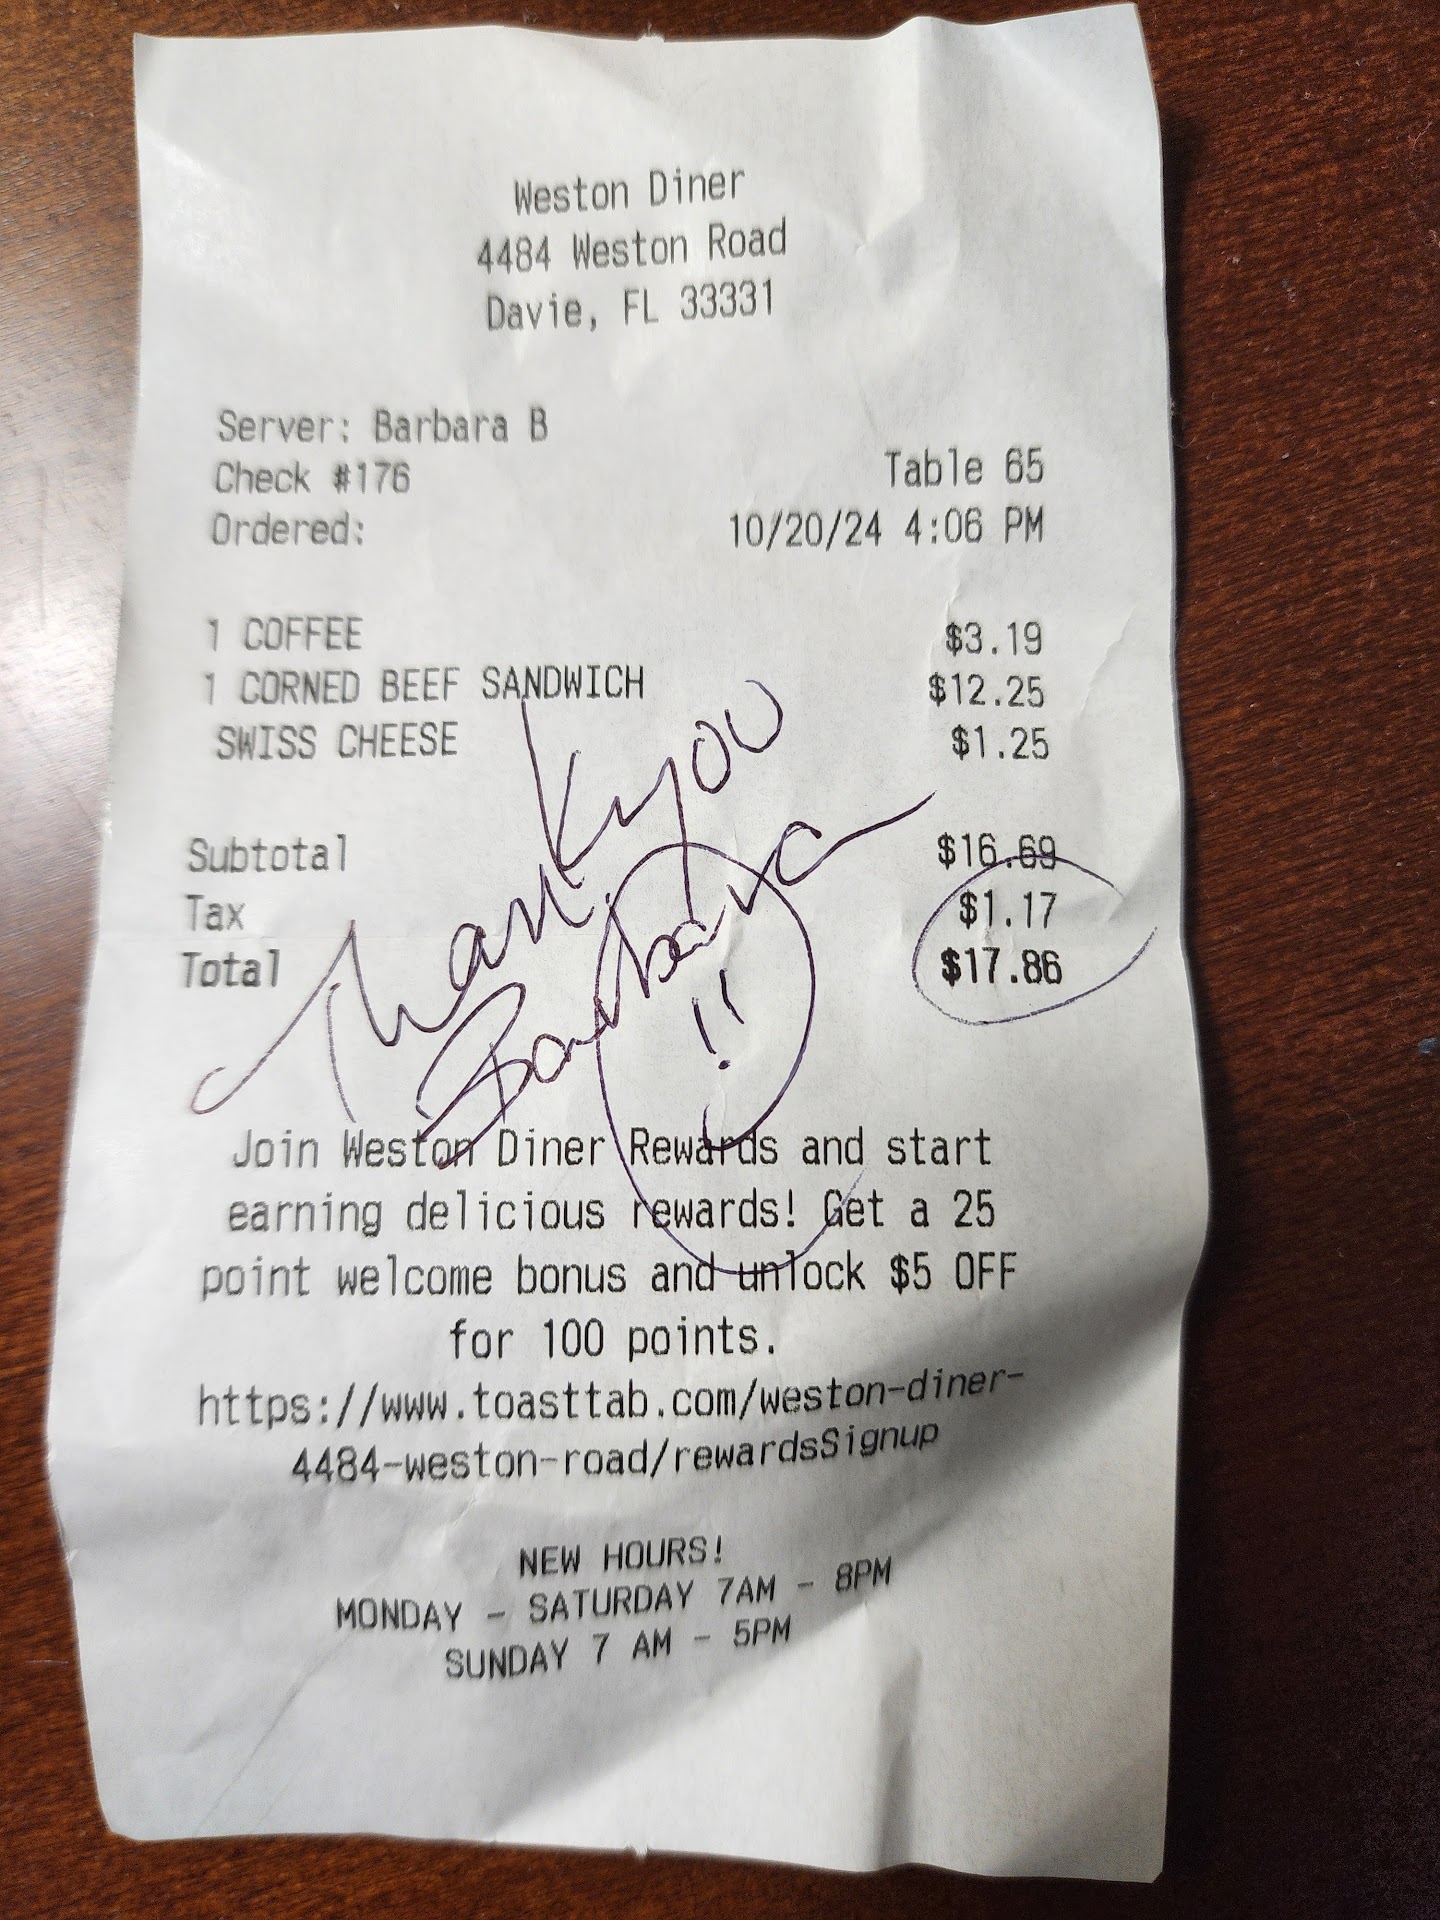 Weston Diner
4484 Weston Road
Davie, FL 33331
Server: Barbara B
Check #176 Table 65
Ordered: 10/20/24 4:06 PM
1 COFFEE $3.19
1 CORNED BEEF SANDWICH $12.25
SWISS CHEESE $1.25
Subtotal $16.69
Tax $1.17
Total $17.86
Thank you
Barbara
Join Weston Diner Rewards and start
earning delicious rewards! Get a 25
point welcome bonus and unlock $5 OFF
for 100 points.
https://www.toasttab.com/weston-diner-
4484-weston-road/rewardsSignup
NEW HOURS!
MONDAY - SATURDAY 7AM - 8PM
SUNDAY 7 AM - 5PM